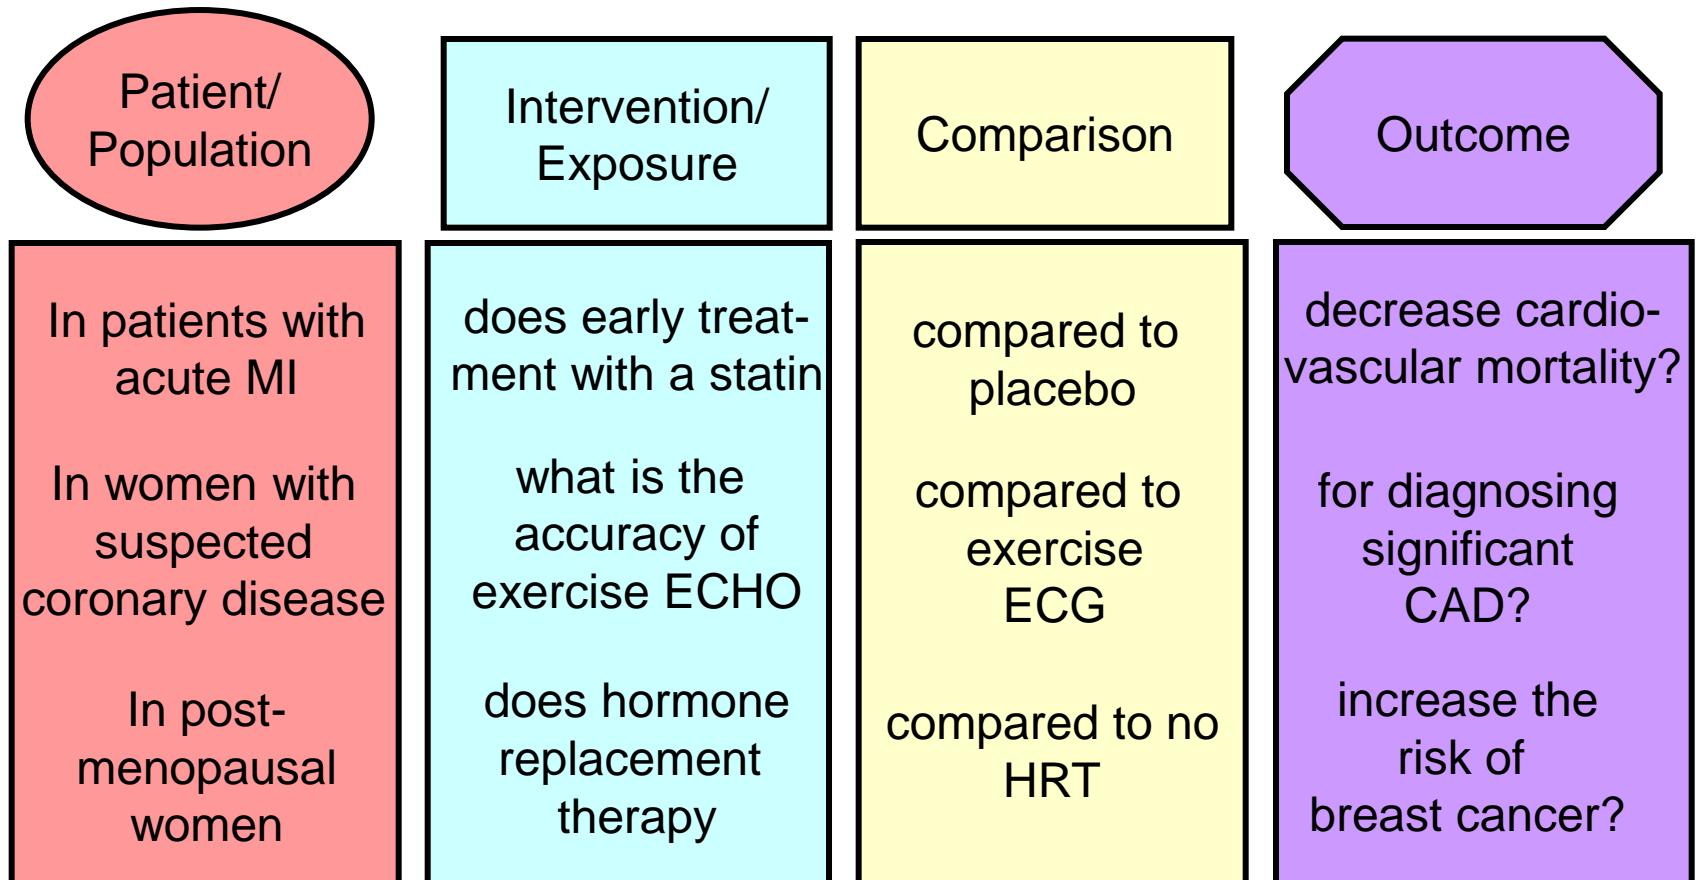 Patient/
Population
Intervention/
Exposure
Comparison
Outcome
In patients with
acute MI
does early treat-
ment with a statin
compared to
placebo
decrease cardio-
vascular mortality?
In women with
suspected
coronary disease
what is the
accuracy of
exercise ECHO
compared to
exercise
ECG
for diagnosing
significant
CAD?
In post-
menopausal
women
does hormone
replacement
therapy
compared to no
HRT
increase the
risk of
breast cancer?